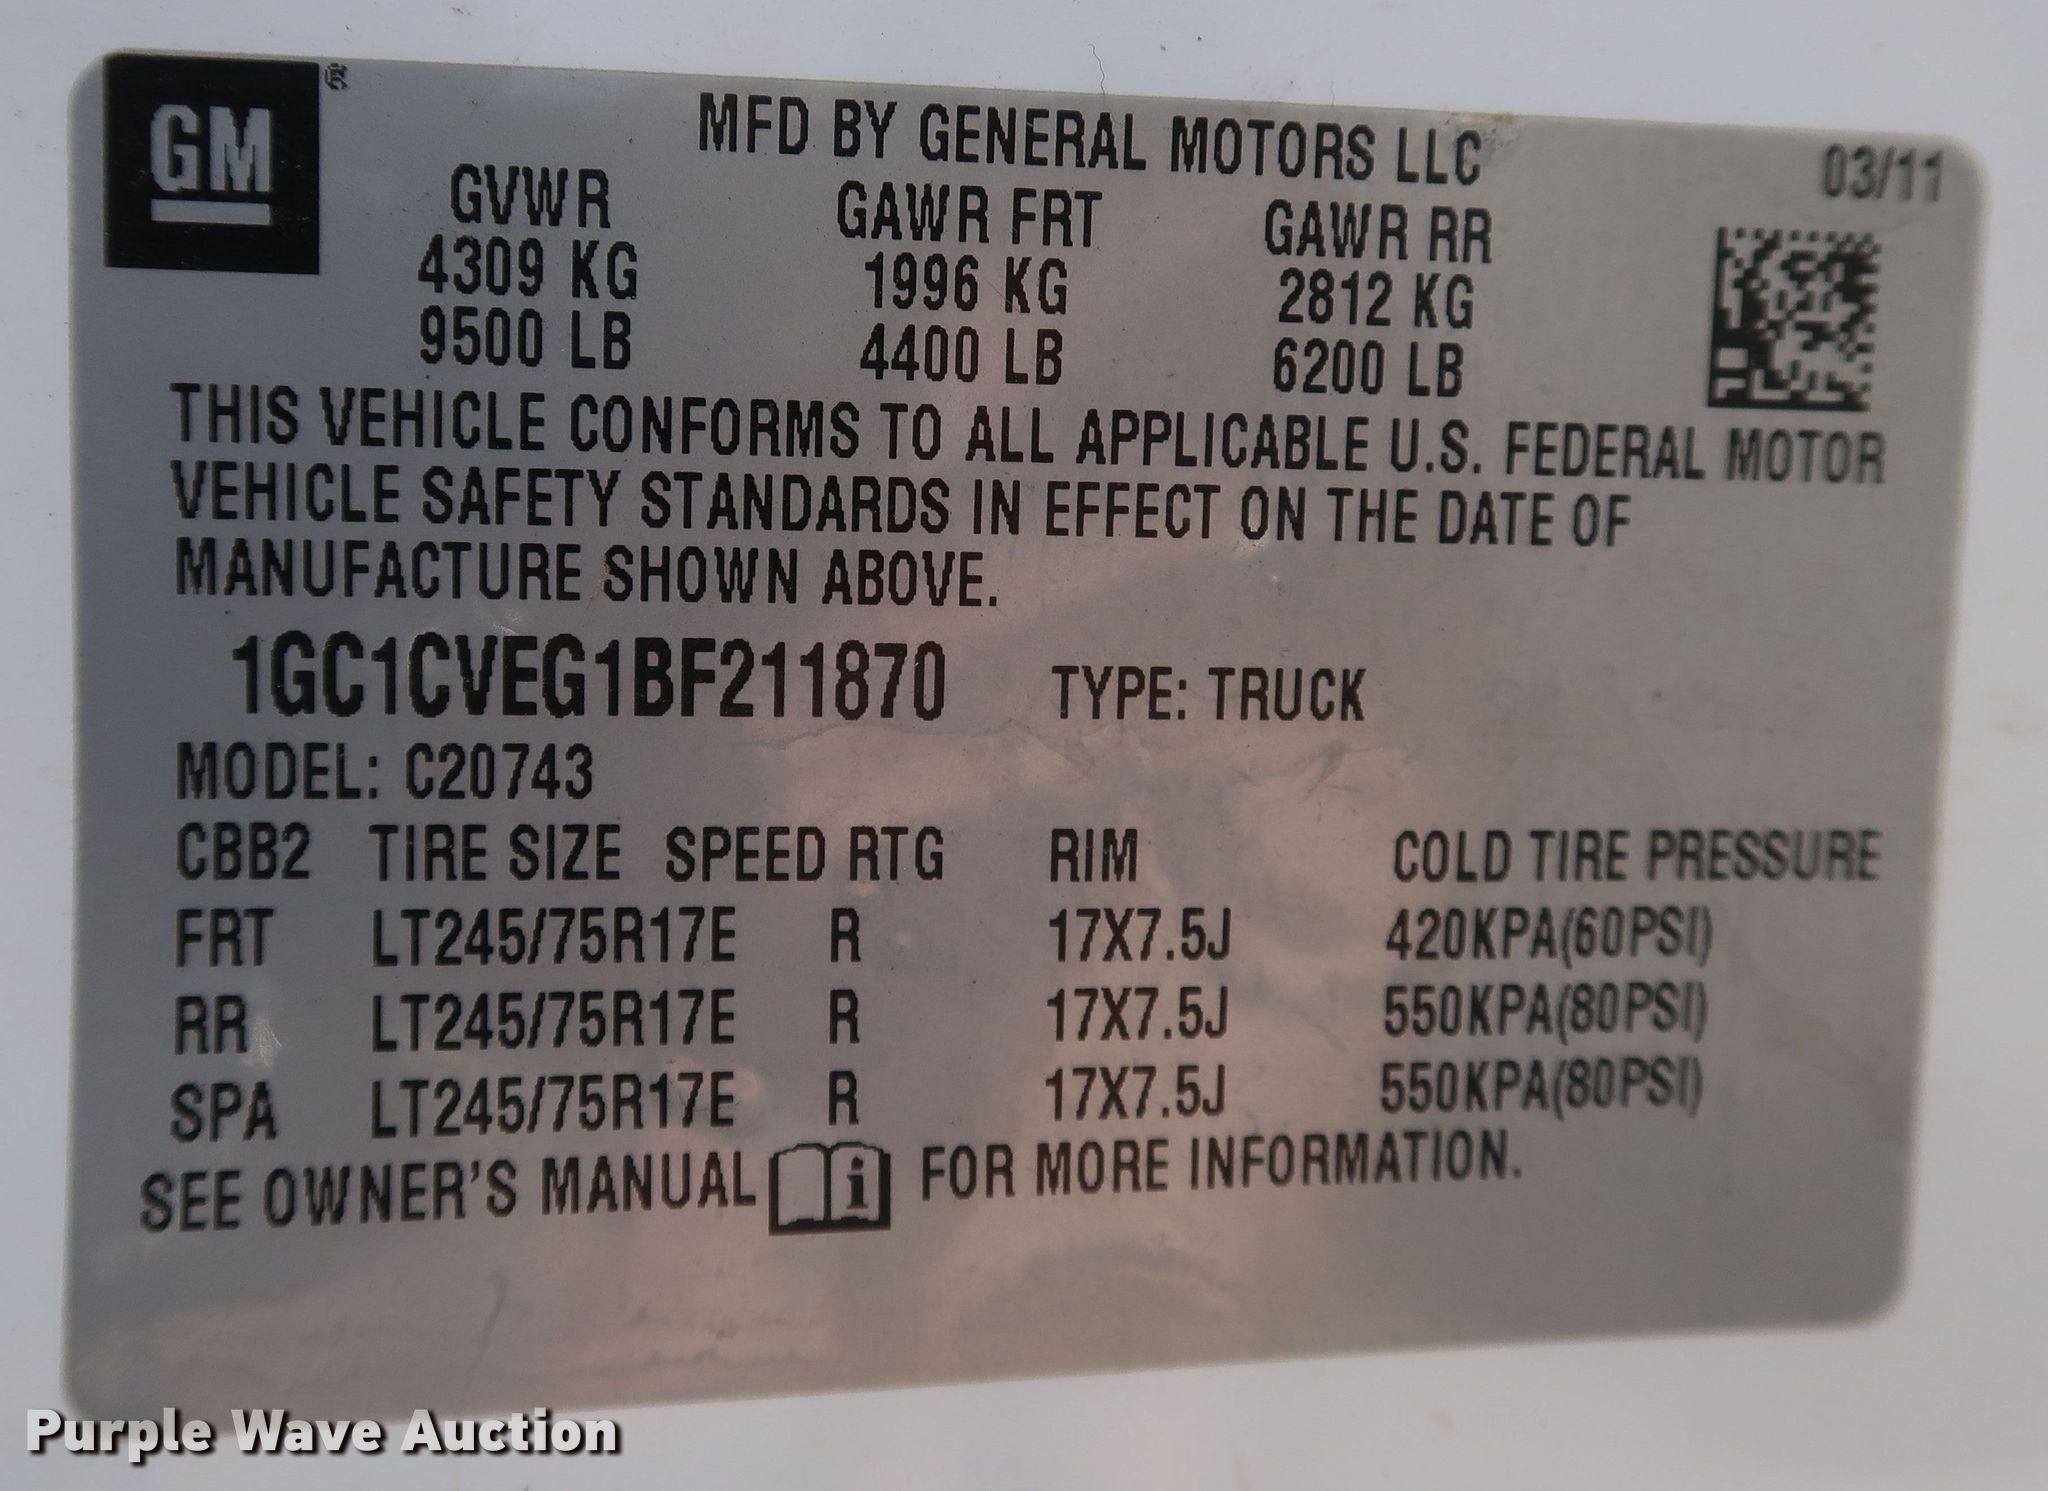 GM ®
MFD BY GENERAL MOTORS LLC 03/11
GVWR GAWR FRT GAWR RR
4309 KG 1996 KG 2812 KG
9500 LB 4400 LB 6200 LB
THIS VEHICLE CONFORMS TO ALL APPLICABLE U.S. FEDERAL MOTOR
VEHICLE SAFETY STANDARDS IN EFFECT ON THE DATE OF
MANUFACTURE SHOWN ABOVE.
1GC1CVEG1BF211870 TYPE: TRUCK
MODEL: C20743
CBB2 TIRE SIZE SPEED RTG RIM COLD TIRE PRESSURE
FRT LT245/75R17E R 17X7.5J 420KPA(60PSI)
RR LT245/75R17E R 17X7.5J 550KPA(80PSI)
SPA LT245/75R17E R 17X7.5J 550KPA(80PSI)
SEE OWNER'S MANUAL i FOR MORE INFORMATION.
Purple Wave Auction